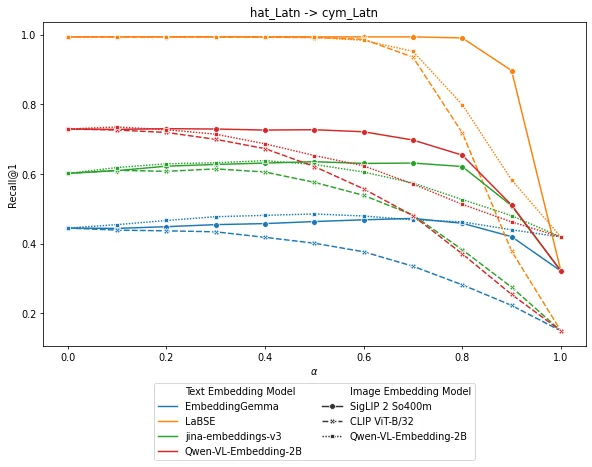 hat_Latn -> cym_Latn
Recall@1
1.0
0.8
0.6
0.4
0.2
0.0 0.2 0.4 0.6 0.8 1.0
α
Text Embedding Model Image Embedding Model
EmbeddingGemma SigLIP 2 So400m
LaBSE CLIP ViT-B/32
jina-embeddings-v3 Qwen-VL-Embedding-2B
Qwen-VL-Embedding-2B